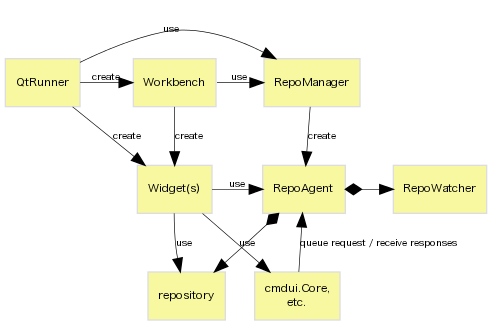 use
QtRunner
create
Workbench
use
RepoManager
create
create
create
Widget(s)
use
RepoAgent
RepoWatcher
use
use
queue request / receive responses
repository
cmdui.Core,
etc.